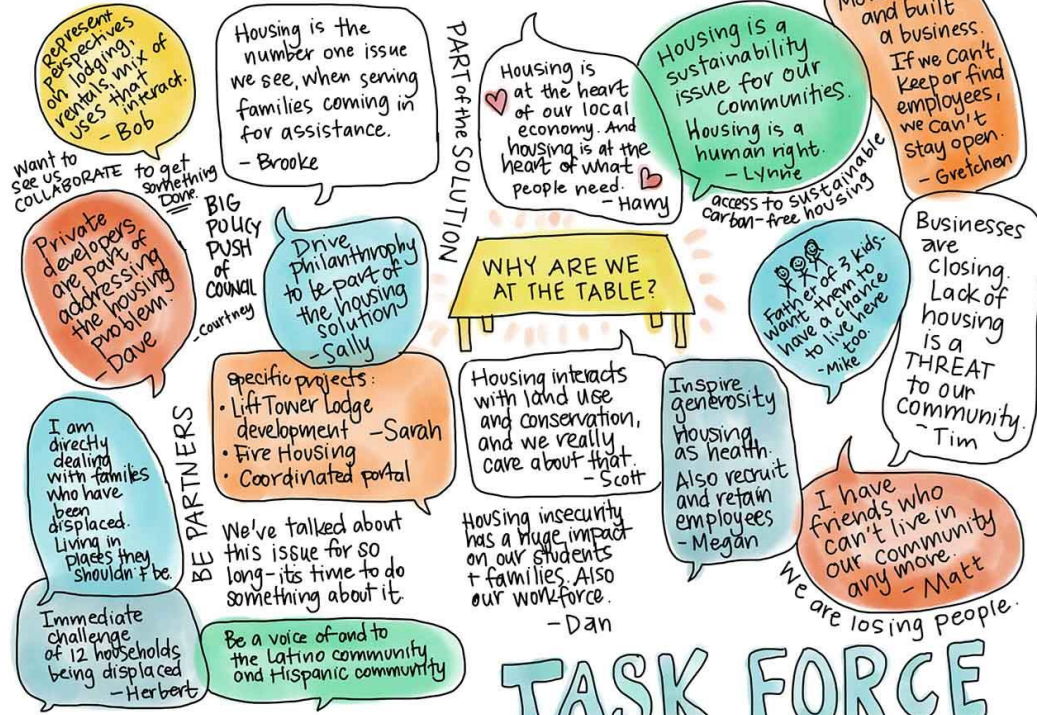 Represent
perspectives
on lodging,
rentals, mix of
uses that
interact.
- Bob
Housing is the
number one issue
we see, when sening
families coming in
for assistance.
- Brooke
PART of the SOLUTION
Housing is
at the heart
of our local
economy. And
housing is at the
heart of what
people need.
- Harry
Housing is a
sustainability
issue for our
communities.
Housing is a
human right.
- Lynne
access to sustainable
carbon-free housing
and built
a business.
If we can't
keep or find
employees,
we can't
stay open.
- Gretchen
want to
see us
COLLABORATE to get
something
DONE.
Private
developers
are part of
addressing
the housing
problem.
- Dave
BIG
POLICY
PUSH
of
COUNCIL
- courtney
Drive
philanthrophy
to be part of
the housing
solution
- Sally
WHY ARE WE
AT THE TABLE?
Father of 3 kids-
want them to
have a chance
to live here
too.
- Mike
Businesses
are
closing.
Lack of
housing
is a
THREAT
to our
community.
- Tim
specific projects:
• Lift Tower Lodge
development - Sarah
• Fire Housing
• Coordinated portal
Housing interacts
with land use
and conservation,
and we really
care about that.
- Scott
Inspire
generosity
Housing
as health.
Also recruit
and retain
employees
- Megan
I have
friends who
can't live in
our community
any more.
- Matt
We are losing people.
I am
directly
dealing
with familes
who have
been
displaced.
Living in
places they
shouldn't be.
BE PARTNERS
We've talked about
this issue for so
long-its time to do
something about it.
Housing insecurity
has a huge impact
on our students
+ families. Also
our workforce.
- Dan
Immediate
challenge
of 12 households
being displaced
- Herbert
Be a voice of and to
the Latino community
and Hispanic community
TASK FORCE